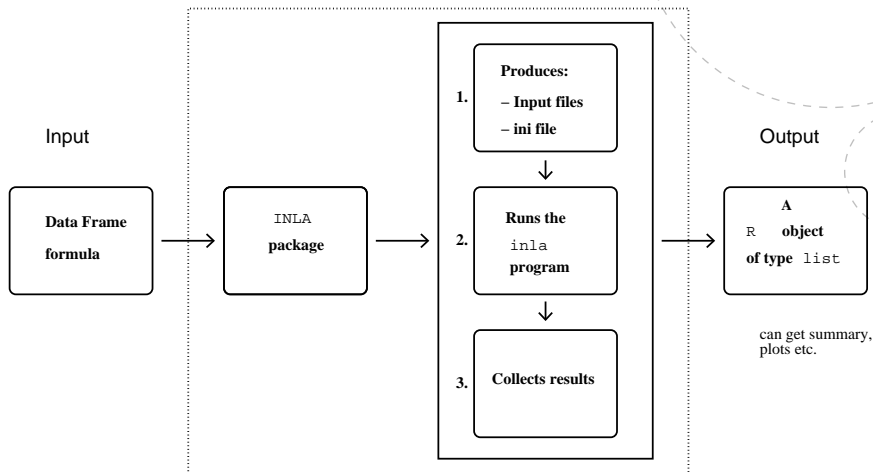 Input
Data Frame
formula
INLA
package
1.
Produces:
– Input files
– ini file
2.
Runs the
inla
program
3.
Collects results
Output
A
R object
of type list
can get summary,
plots etc.